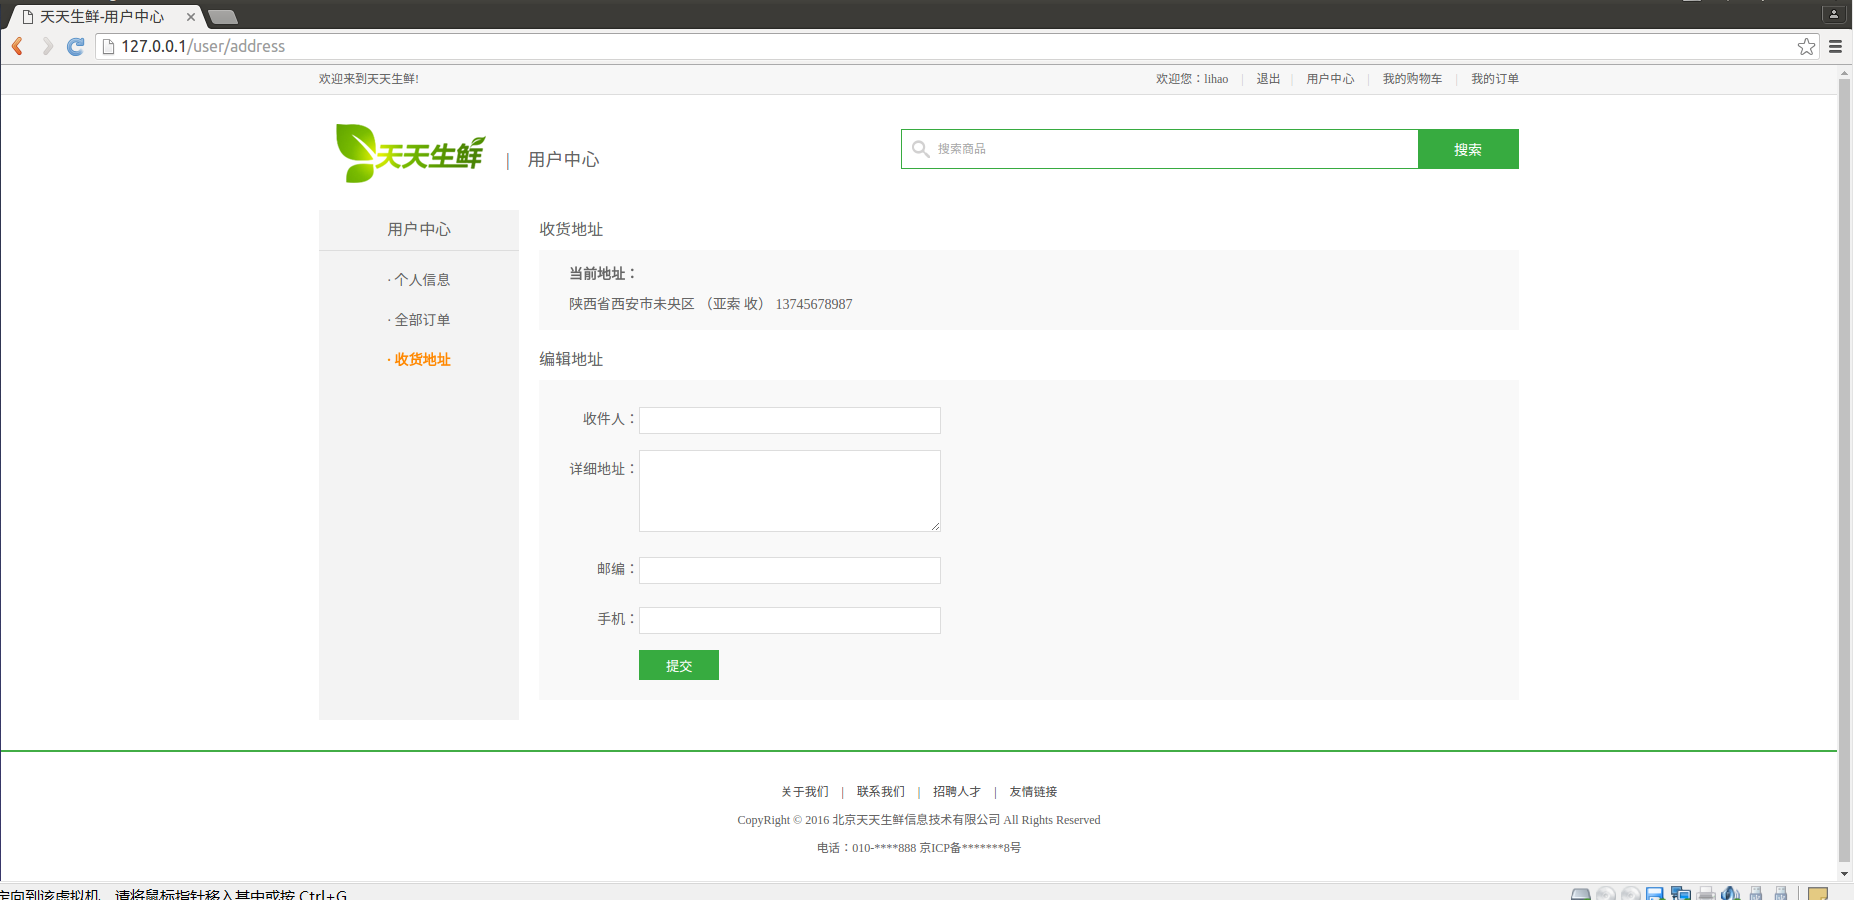 天天生鲜-用户中心
127.0.0.1/user/address
欢迎来到天天生鲜!
欢迎您：lihao | 退出 | 用户中心 | 我的购物车 | 我的订单
天天生鲜 | 用户中心
搜索商品 搜索
用户中心
· 个人信息
· 全部订单
· 收货地址
收货地址
当前地址：
陕西省西安市未央区 （亚索 收） 13745678987
编辑地址
收件人：
详细地址：
邮编：
手机：
提交
关于我们 | 联系我们 | 招聘人才 | 友情链接
CopyRight © 2016 北京天天生鲜信息技术有限公司 All Rights Reserved
电话：010-****888 京ICP备*******8号
定向到该虚拟机，请将鼠标指针移入其中或按 Ctrl+G